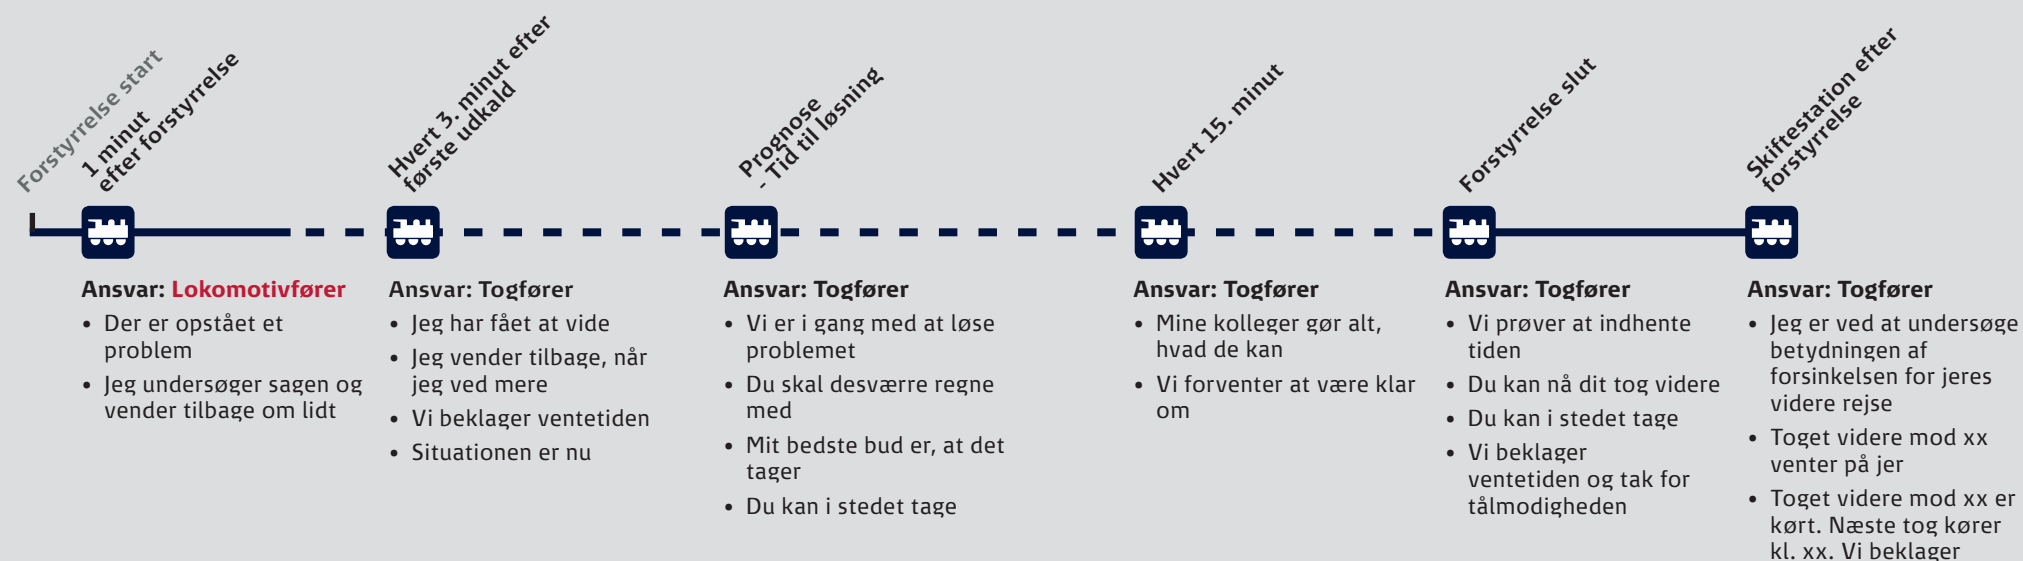 Forstyrrelse start
1 minut
efter forstyrrelse
Hvert 3. minut efter
første udkald
Prognose
- Tid til løsning
Hvert 15. minut
Forstyrrelse slut
Skiftestation efter
forstyrrelse
Ansvar: Lokomotivfører
• Der er opstået et
problem
• Jeg undersøger sagen og
vender tilbage om lidt
Ansvar: Togfører
• Jeg har fået at vide
• Jeg vender tilbage, når
jeg ved mere
• Vi beklager ventetiden
• Situationen er nu
Ansvar: Togfører
• Vi er i gang med at løse
problemet
• Du skal desværre regne
med
• Mit bedste bud er, at det
tager
• Du kan i stedet tage
Ansvar: Togfører
• Mine kolleger gør alt,
hvad de kan
• Vi forventer at være klar
om
Ansvar: Togfører
• Vi prøver at indhente
tiden
• Du kan nå dit tog videre
• Du kan i stedet tage
• Vi beklager
ventetiden og tak for
tålmodigheden
Ansvar: Togfører
• Jeg er ved at undersøge
betydningen af
forsinkelsen for jeres
videre rejse
• Toget videre mod xx
venter på jer
• Toget videre mod xx er
kørt. Næste tog kører
kl. xx. Vi beklager